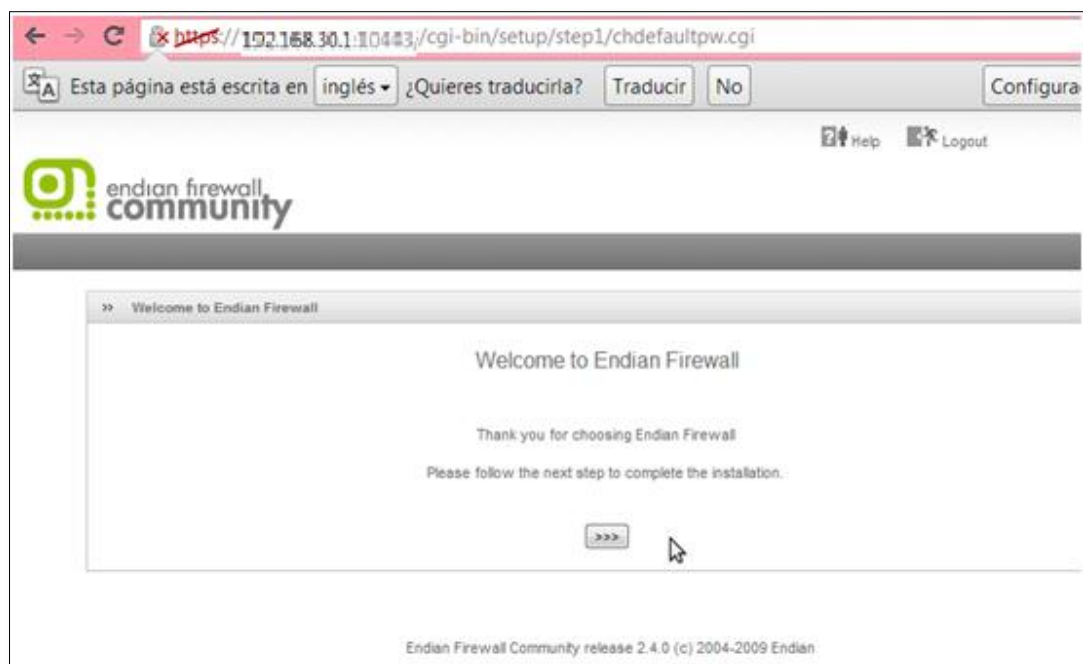 https://192.168.30.1:10443/cgi-bin/setup/step1/chdefaultpw.cgi
Esta página está escrita en inglés ¿Quieres traducirla? Traducir No Configura
Help Logout
endian firewall
community
>> Welcome to Endian Firewall
Welcome to Endian Firewall
Thank you for choosing Endian Firewall
Please follow the next step to complete the installation.
>>>
Endian Firewall Community release 2.4.0 (c) 2004-2009 Endian